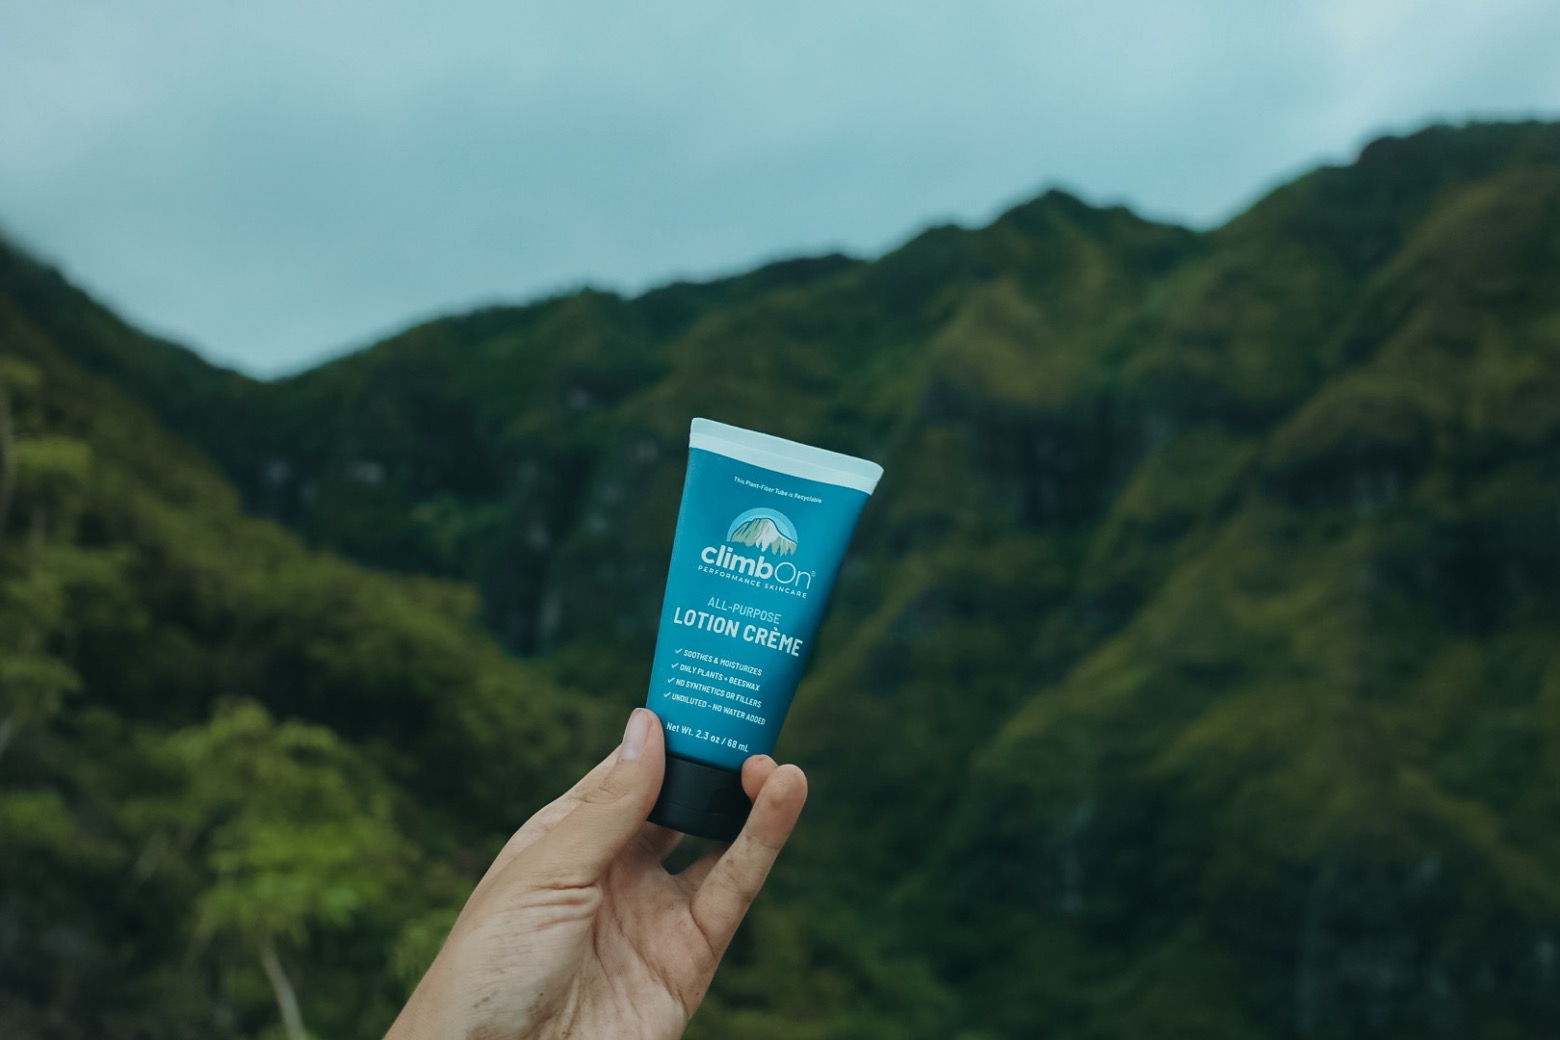 This Plant-Fiber Tube is Recyclable
climbOn®
PERFORMANCE SKINCARE
ALL-PURPOSE
LOTION CRÈME
✓ SOOTHES & MOISTURIZES
✓ ONLY PLANTS + BEESWAX
✓ NO SYNTHETICS OR FILLERS
✓ UNDILUTED - NO WATER ADDED
Net Wt. 2.3 oz / 68 mL